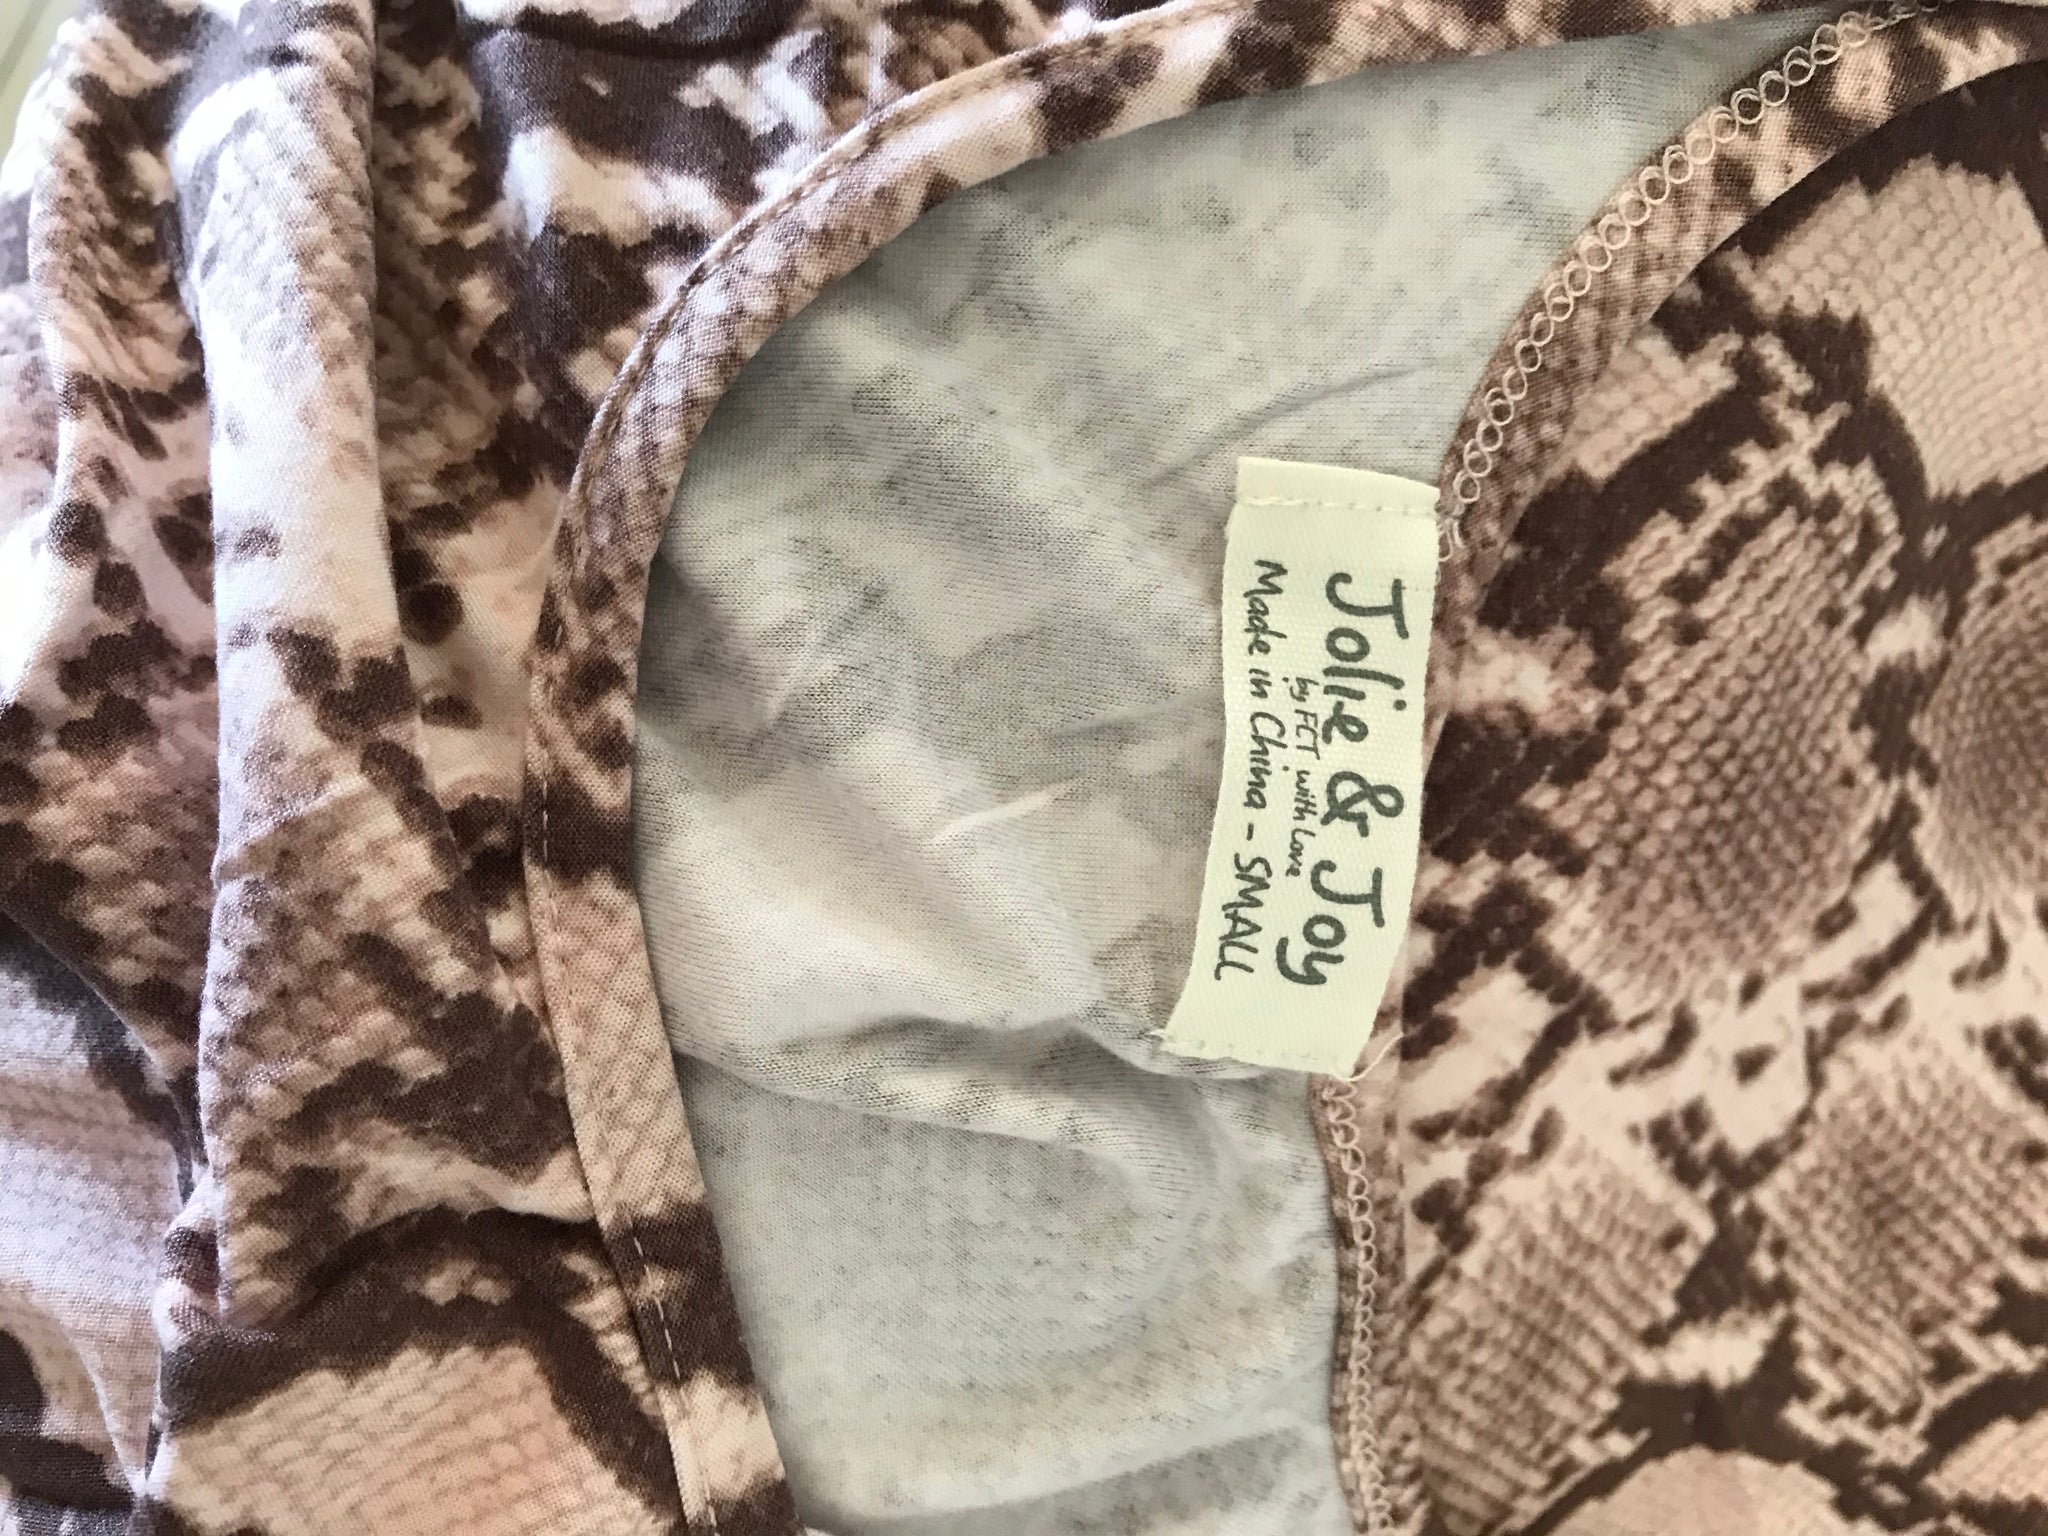 Jolie & Joy
by FCT with Love
Made in China - SMALL